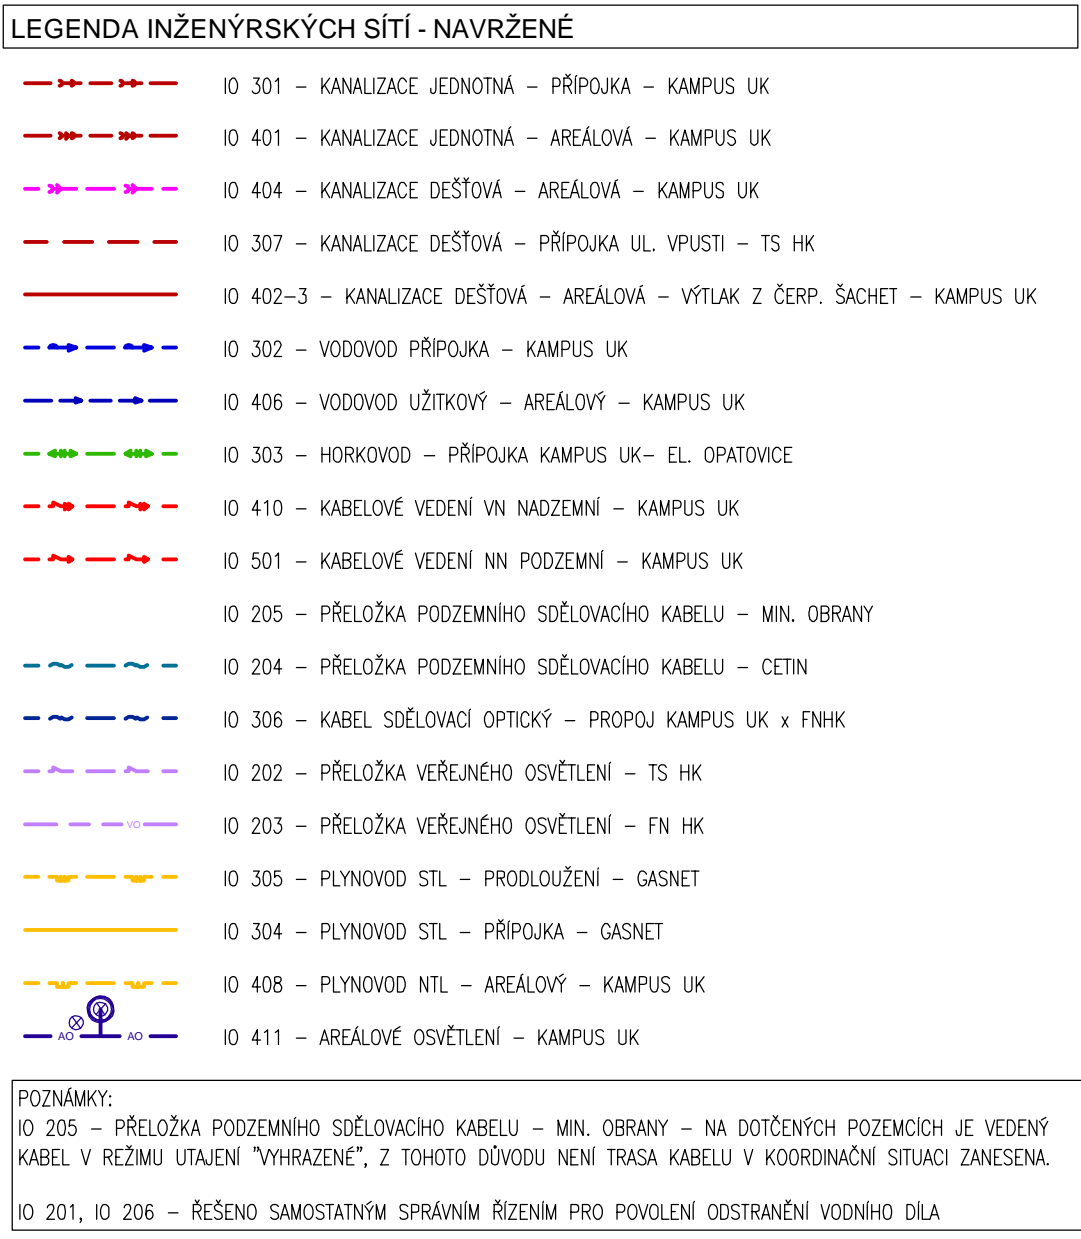 LEGENDA INŽENÝRSKÝCH SÍTÍ - NAVRŽENÉ
IO 301 – KANALIZACE JEDNOTNÁ – PŘÍPOJKA – KAMPUS UK
IO 401 – KANALIZACE JEDNOTNÁ – AREÁLOVÁ – KAMPUS UK
IO 404 – KANALIZACE DEŠŤOVÁ – AREÁLOVÁ – KAMPUS UK
IO 307 – KANALIZACE DEŠŤOVÁ – PŘÍPOJKA UL. VPUSTI – TS HK
IO 402–3 – KANALIZACE DEŠŤOVÁ – AREÁLOVÁ – VÝTLAK Z ČERP. ŠACHET – KAMPUS UK
IO 302 – VODOVOD PŘÍPOJKA – KAMPUS UK
IO 406 – VODOVOD UŽITKOVÝ – AREÁLOVÝ – KAMPUS UK
IO 303 – HORKOVOD – PŘÍPOJKA KAMPUS UK– EL. OPATOVICE
IO 410 – KABELOVÉ VEDENÍ VN NADZEMNÍ – KAMPUS UK
IO 501 – KABELOVÉ VEDENÍ NN PODZEMNÍ – KAMPUS UK
IO 205 – PŘELOŽKA PODZEMNÍHO SDĚLOVACÍHO KABELU – MIN. OBRANY
IO 204 – PŘELOŽKA PODZEMNÍHO SDĚLOVACÍHO KABELU – CETIN
IO 306 – KABEL SDĚLOVACÍ OPTICKÝ – PROPOJ KAMPUS UK x FNHK
IO 202 – PŘELOŽKA VEŘEJNÉHO OSVĚTLENÍ – TS HK
VO IO 203 – PŘELOŽKA VEŘEJNÉHO OSVĚTLENÍ – FN HK
IO 305 – PLYNOVOD STL – PRODLOUŽENÍ – GASNET
IO 304 – PLYNOVOD STL – PŘÍPOJKA – GASNET
IO 408 – PLYNOVOD NTL – AREÁLOVÝ – KAMPUS UK
AO AO IO 411 – AREÁLOVÉ OSVĚTLENÍ – KAMPUS UK
POZNÁMKY:
IO 205 – PŘELOŽKA PODZEMNÍHO SDĚLOVACÍHO KABELU – MIN. OBRANY – NA DOTČENÝCH POZEMCÍCH JE VEDENÝ
KABEL V REŽIMU UTAJENÍ "VYHRAZENÉ", Z TOHOTO DŮVODU NENÍ TRASA KABELU V KOORDINAČNÍ SITUACI ZANESENA.
IO 201, IO 206 – ŘEŠENO SAMOSTATNÝM SPRÁVNÍM ŘÍZENÍM PRO POVOLENÍ ODSTRANĚNÍ VODNÍHO DÍLA